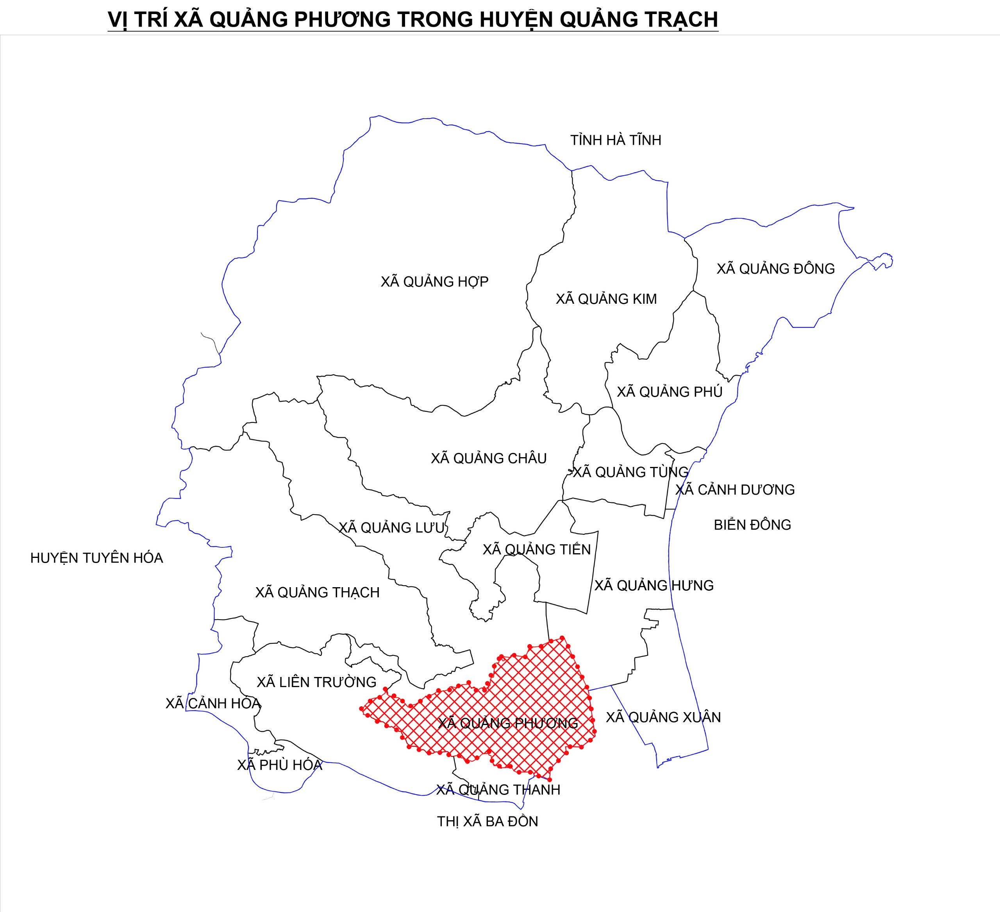 VỊ TRÍ XÃ QUẢNG PHƯƠNG TRONG HUYỆN QUẢNG TRẠCH
TỈNH HÀ TĨNH
XÃ QUẢNG ĐÔNG
XÃ QUẢNG HỢP
XÃ QUẢNG KIM
XÃ QUẢNG PHÚ
XÃ QUẢNG CHÂU
XÃ QUẢNG TÙNG
XÃ CẢNH DƯƠNG
BIỂN ĐÔNG
XÃ QUẢNG LƯU
XÃ QUẢNG TIẾN
HUYỆN TUYÊN HÓA
XÃ QUẢNG HƯNG
XÃ QUẢNG THẠCH
XÃ LIÊN TRƯỜNG
XÃ CẢNH HÓA
XÃ QUẢNG XUÂN
XÃ QUẢNG PHƯƠNG
XÃ PHÙ HÓA
XÃ QUẢNG THANH
THỊ XÃ BA ĐỒN